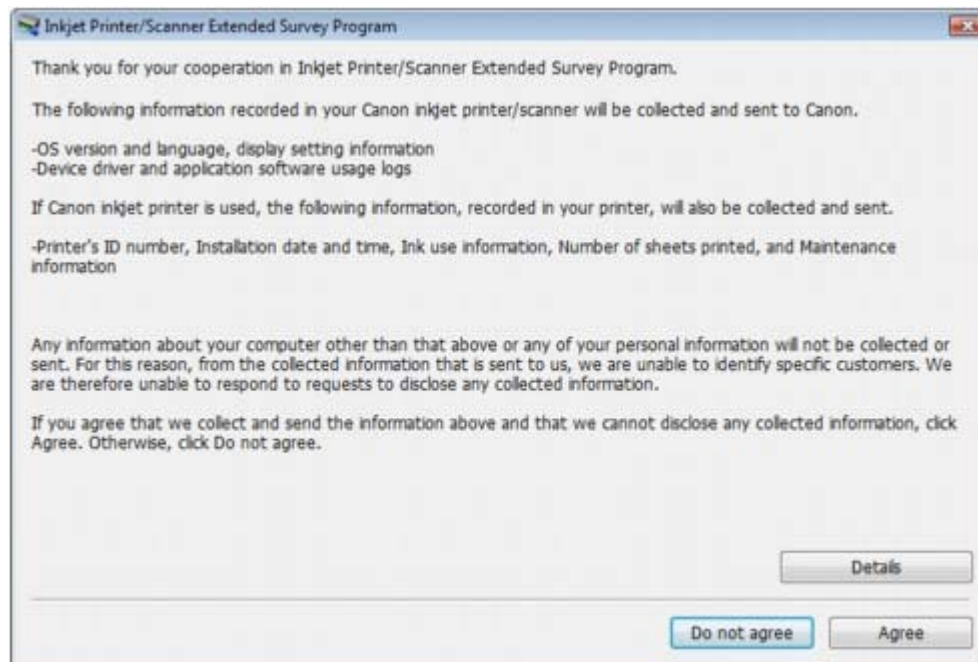 Inkjet Printer/Scanner Extended Survey Program
Thank you for your cooperation in Inkjet Printer/Scanner Extended Survey Program.
The following information recorded in your Canon inkjet printer/scanner will be collected and sent to Canon.
-OS version and language, display setting information
-Device driver and application software usage logs
If Canon inkjet printer is used, the following information, recorded in your printer, will also be collected and sent.
-Printer's ID number, Installation date and time, Ink use information, Number of sheets printed, and Maintenance
information
Any information about your computer other than that above or any of your personal information will not be collected or
sent. For this reason, from the collected information that is sent to us, we are unable to identify specific customers. We
are therefore unable to respond to requests to disclose any collected information.
If you agree that we collect and send the information above and that we cannot disclose any collected information, click
Agree. Otherwise, click Do not agree.
Details
Do not agree
Agree